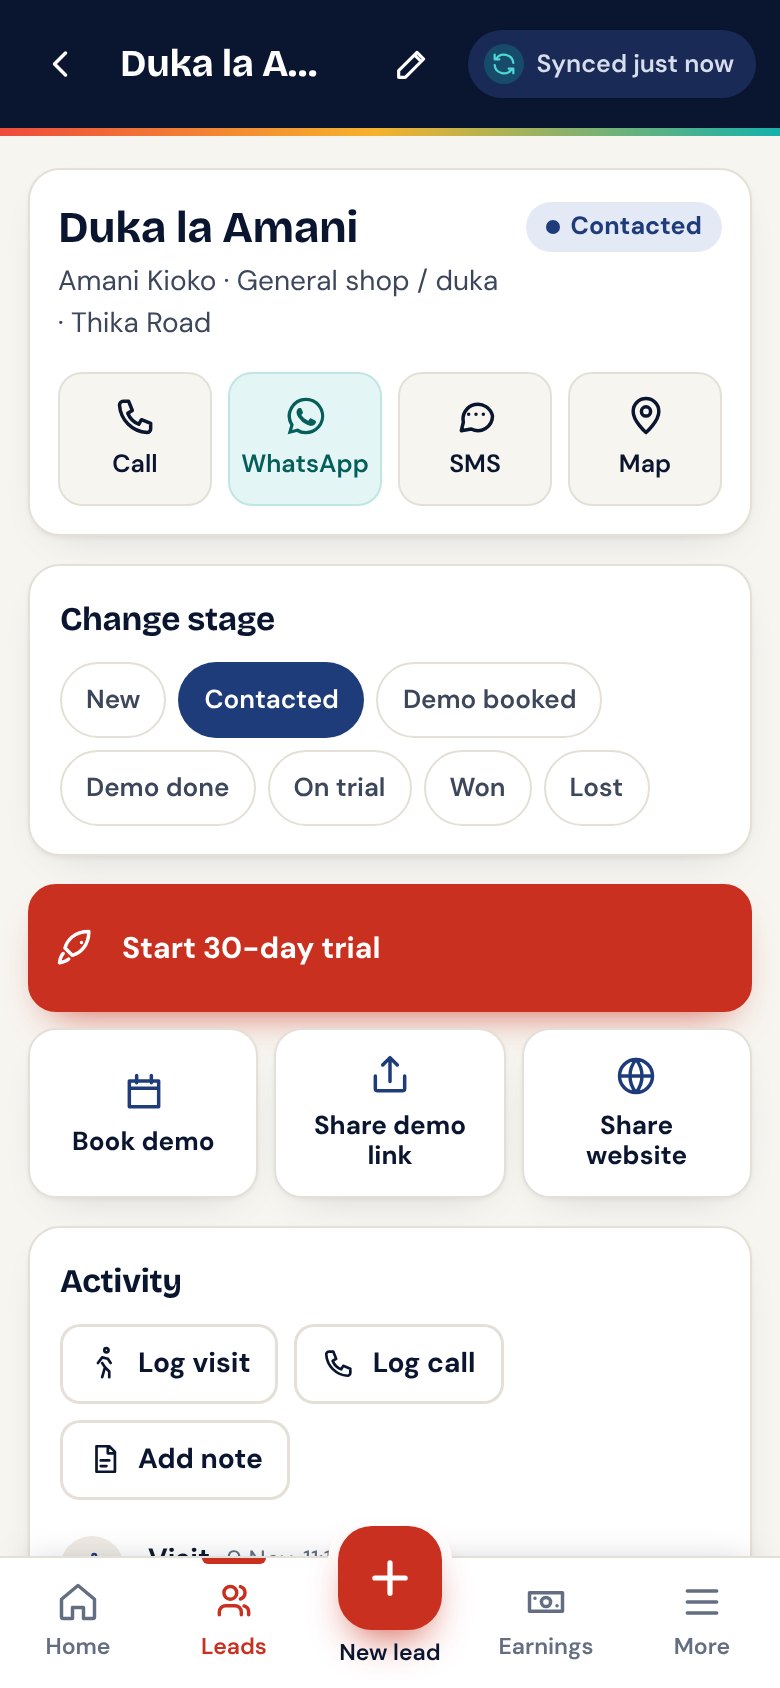 Duka la A...
Synced just now
Duka la Amani
Contacted
Amani Kioko · General shop / duka
· Thika Road
Call
WhatsApp
SMS
Map
Change stage
New
Contacted
Demo booked
Demo done
On trial
Won
Lost
Start 30-day trial
Book demo
Share demo
link
Share
website
Activity
Log visit
Log call
Add note
Visit
Home
Leads
New lead
Earnings
More